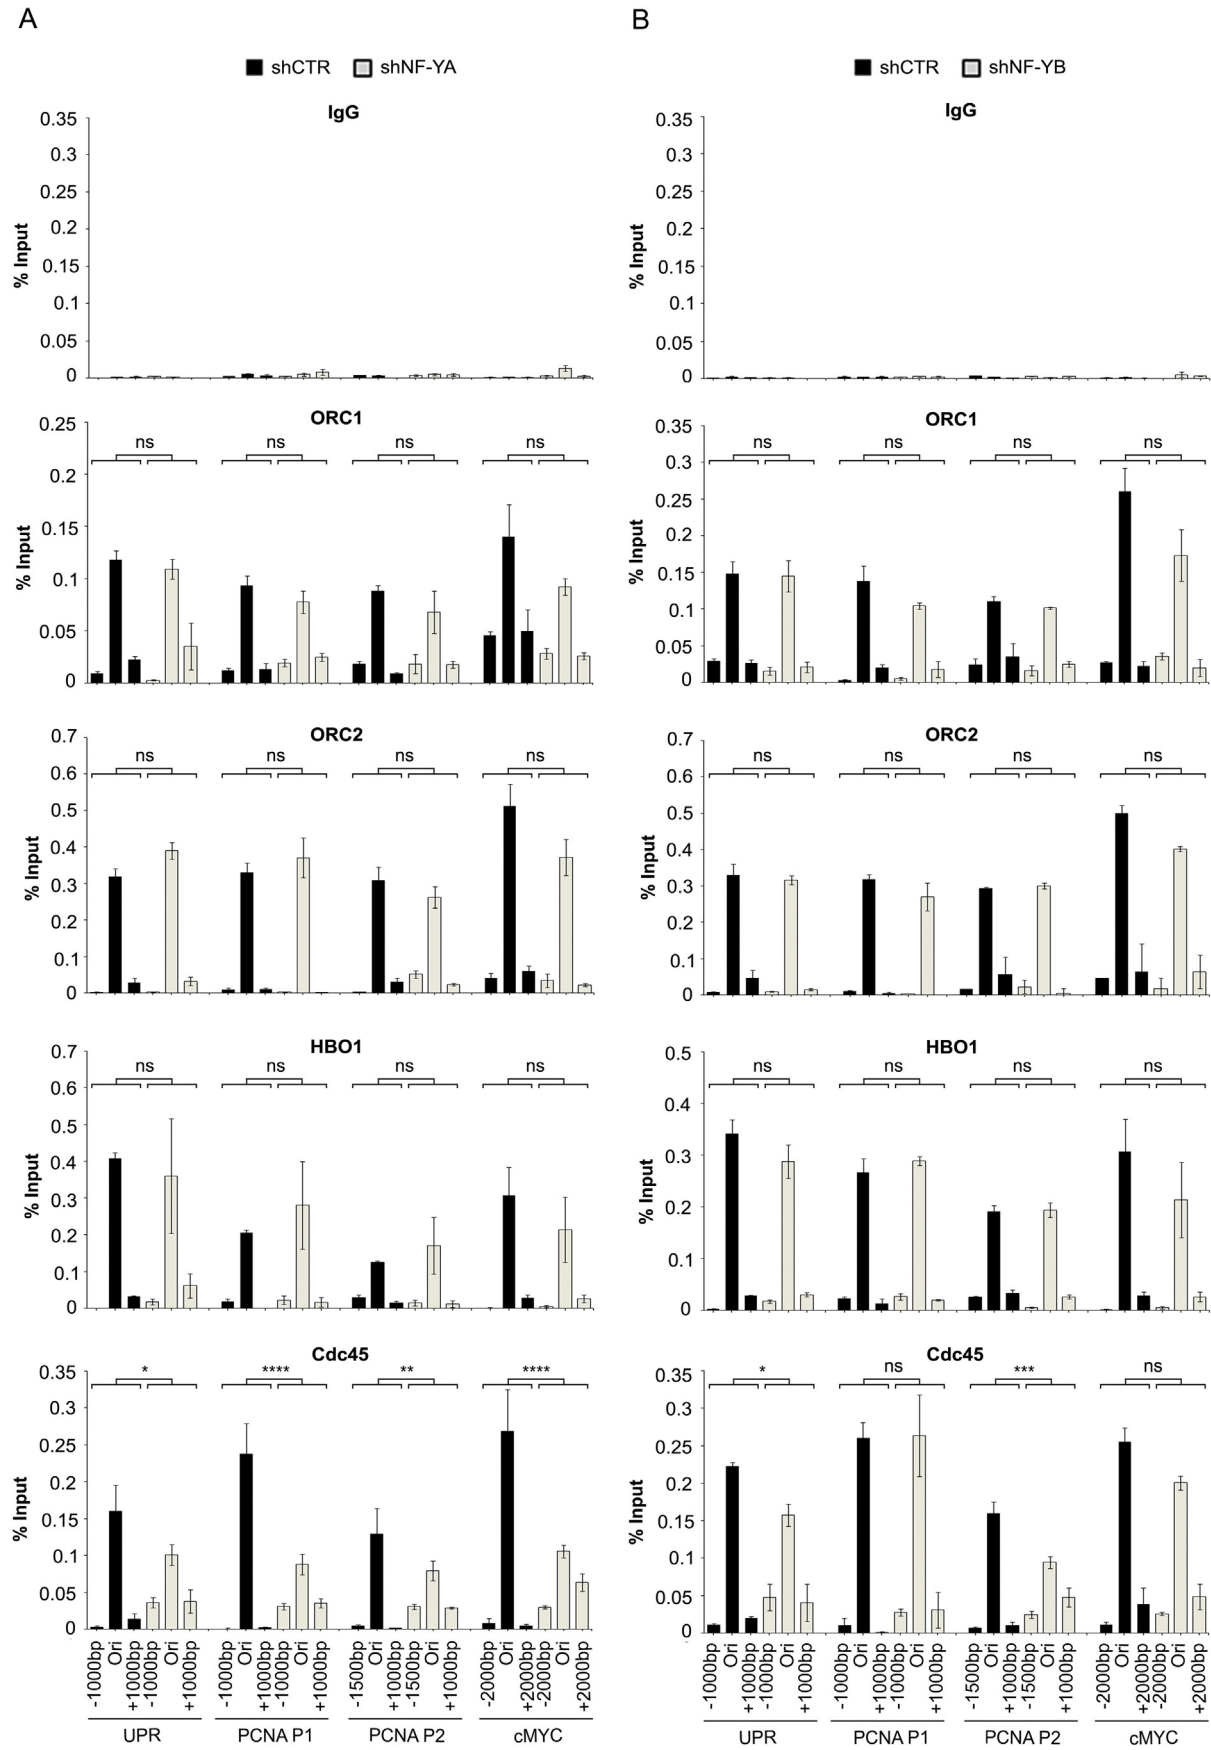 A
B
shCTR shNF-YA
shCTR shNF-YB
IgG
0.35
0.3
0.25
0.2
0.15
0.1
0.05
0
% Input
IgG
0.35
0.3
0.25
0.2
0.15
0.1
0.05
0
% Input
ORC1
0.25
0.2
0.15
0.1
0.05
0
% Input
ns ns ns ns
ORC1
0.35
0.3
0.25
0.2
0.15
0.1
0.05
0
% Input
ns ns ns ns
ORC2
0.7
0.6
0.5
0.4
0.3
0.2
0.1
0
% Input
ns ns ns ns
ORC2
0.7
0.6
0.5
0.4
0.3
0.2
0.1
0
% Input
ns ns ns ns
HBO1
0.7
0.6
0.5
0.4
0.3
0.2
0.1
0
% Input
ns ns ns ns
HBO1
0.5
0.4
0.3
0.2
0.1
0
% Input
ns ns ns ns
Cdc45
0.35
0.3
0.25
0.2
0.15
0.1
0.05
0
% Input
* **** ** ****
-1000bp Ori +1000bp -1000bp Ori +1000bp -1000bp Ori +1000bp -1000bp Ori +1000bp -1500bp Ori +1000bp -1500bp Ori +1000bp -2000bp Ori +2000bp -2000bp Ori +2000bp
UPR PCNA P1 PCNA P2 cMYC
Cdc45
0.35
0.3
0.25
0.2
0.15
0.1
0.05
0
% Input
* ns *** ns
-1000bp Ori +1000bp -1000bp Ori +1000bp -1000bp Ori +1000bp -1000bp Ori +1000bp -1500bp Ori +1000bp -1500bp Ori +1000bp -2000bp Ori +2000bp -2000bp Ori +2000bp
UPR PCNA P1 PCNA P2 cMYC